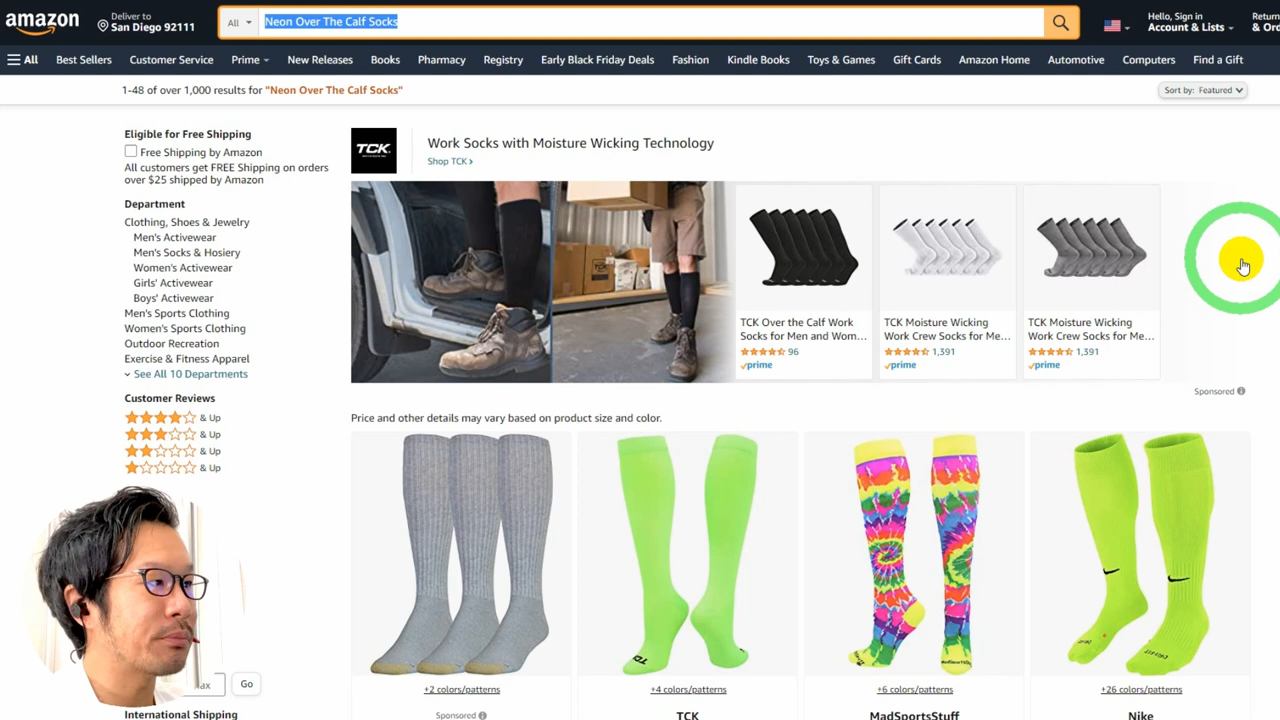 amazon
Deliver to
San Diego 92111
All
Neon Over The Calf Socks
Hello, Sign in
Account & Lists
Return
& Or
All
Best Sellers
Customer Service
Prime
New Releases
Books
Pharmacy
Registry
Early Black Friday Deals
Fashion
Kindle Books
Toys & Games
Gift Cards
Amazon Home
Automotive
Computers
Find a Gift
1-48 of over 1,000 results for "Neon Over The Calf Socks"
Sort by: Featured
Eligible for Free Shipping
Free Shipping by Amazon
All customers get FREE Shipping on orders
over $25 shipped by Amazon
Department
Clothing, Shoes & Jewelry
Men's Activewear
Men's Socks & Hosiery
Women's Activewear
Girls' Activewear
Boys' Activewear
Men's Sports Clothing
Women's Sports Clothing
Outdoor Recreation
Exercise & Fitness Apparel
See All 10 Departments
Customer Reviews
& Up
& Up
& Up
& Up
Go
International Shipping
TCK
Work Socks with Moisture Wicking Technology
Shop TCK
TCK Over the Calf Work
Socks for Men and Wom...
96
prime
TCK Moisture Wicking
Work Crew Socks for Me...
1,391
prime
TCK Moisture Wicking
Work Crew Socks for Me...
1,391
prime
Sponsored
Price and other details may vary based on product size and color.
+2 colors/patterns
Sponsored
TCK
+4 colors/patterns
TCK
+6 colors/patterns
MadSportsStuff
DRI-FIT
+26 colors/patterns
Nike